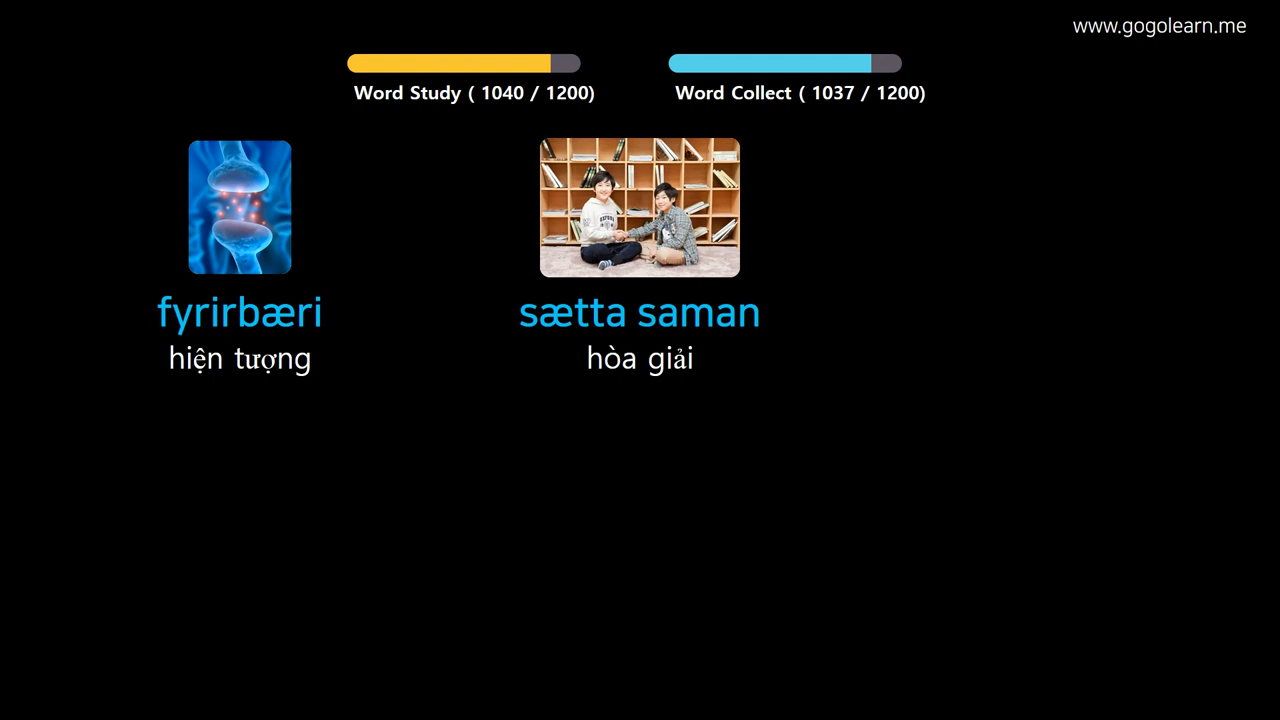 www.gogolearn.me
Word Study ( 1040 / 1200)
Word Collect ( 1037 / 1200)
fyrirbæri
sætta saman
hiện tượng
hòa giải